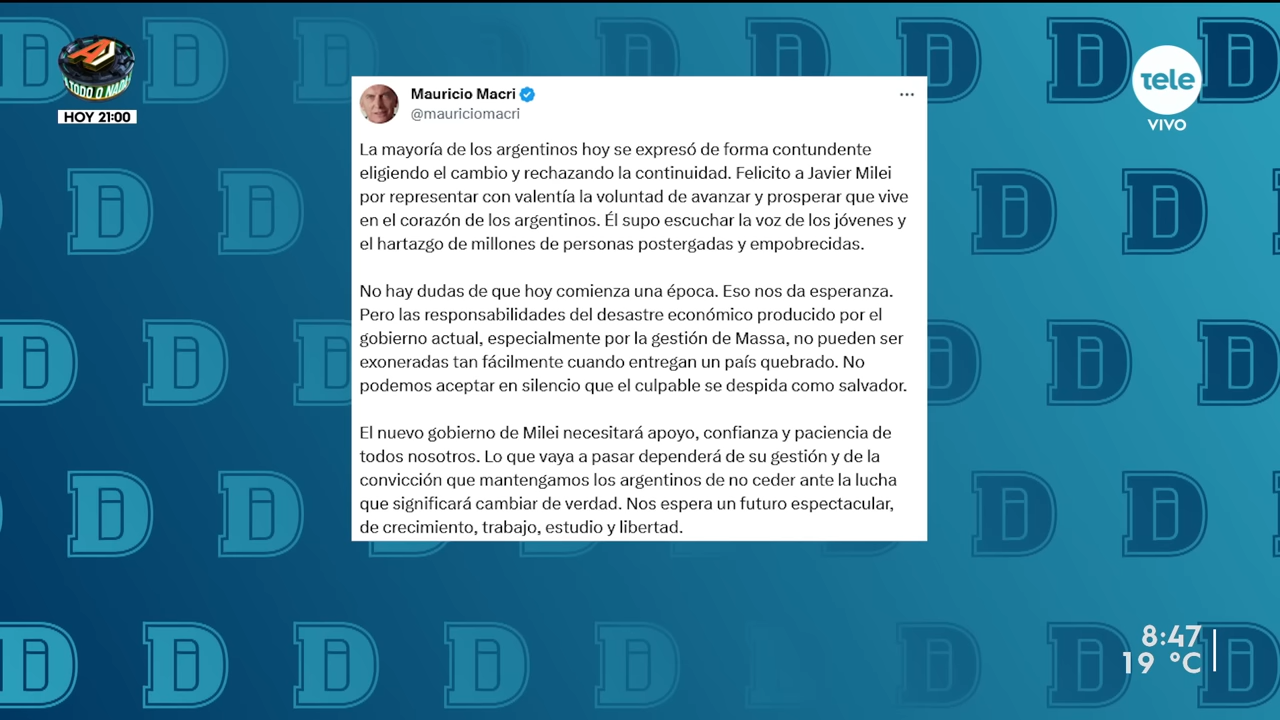 AJ
A TODO O NADA
HOY 21:00
tele
VIVO
Mauricio Macri
@mauriciomacri
La mayoría de los argentinos hoy se expresó de forma contundente
eligiendo el cambio y rechazando la continuidad. Felicito a Javier Milei
por representar con valentía la voluntad de avanzar y prosperar que vive
en el corazón de los argentinos. Él supo escuchar la voz de los jóvenes y
el hartazgo de millones de personas postergadas y empobrecidas.
No hay dudas de que hoy comienza una época. Eso nos da esperanza.
Pero las responsabilidades del desastre económico producido por el
gobierno actual, especialmente por la gestión de Massa, no pueden ser
exoneradas tan fácilmente cuando entregan un país quebrado. No
podemos aceptar en silencio que el culpable se despida como salvador.
El nuevo gobierno de Milei necesitará apoyo, confianza y paciencia de
todos nosotros. Lo que vaya a pasar dependerá de su gestión y de la
convicción que mantengamos los argentinos de no ceder ante la lucha
que significará cambiar de verdad. Nos espera un futuro espectacular,
de crecimiento, trabajo, estudio y libertad.
8:47
19 °C